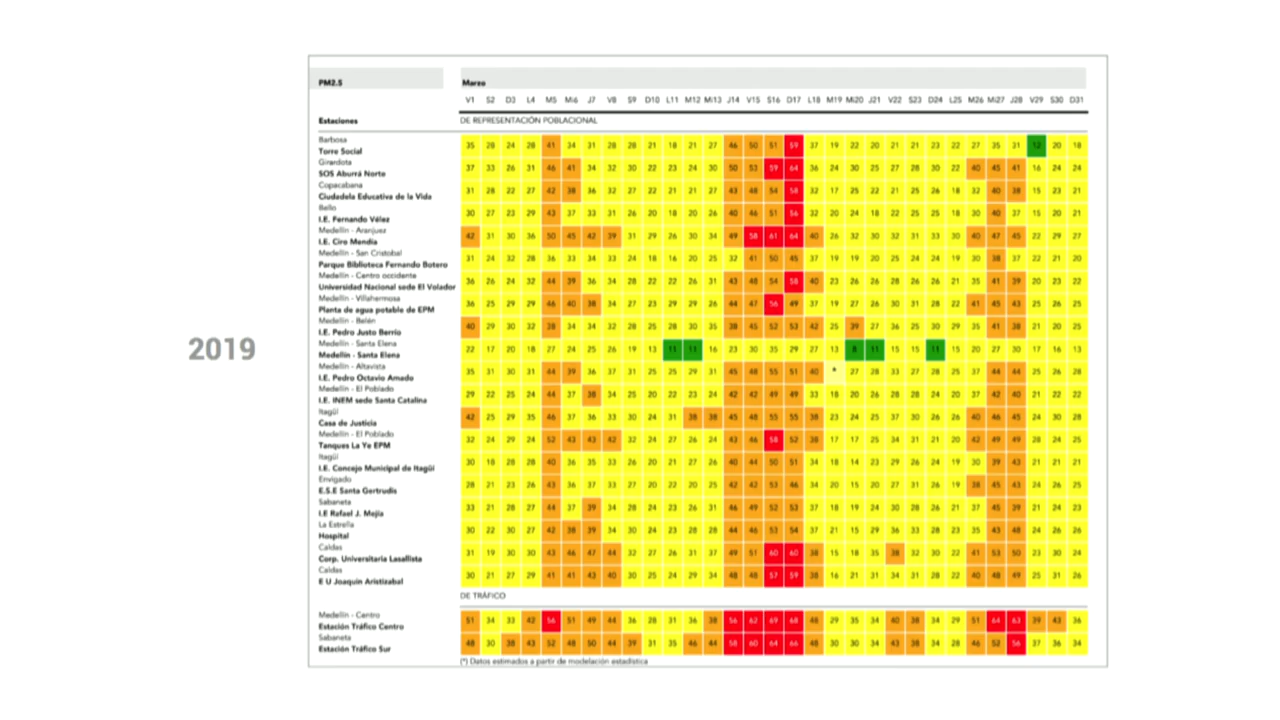 PM2.5 Marzo
V1 S2 D3 L4 M5 Mi6 J7 V8 S9 D10 L11 M12 Mi13 J14 V15 S16 D17 L18 M19 Mi20 J21 V22 S23 D24 L25 M26 Mi27 J28 V29 S30 D31
Estaciones DE REPRESENTACIÓN POBLACIONAL
Barbosa
Torre Social 35 28 24 28 41 34 31 28 28 21 18 21 27 46 50 51 59 37 19 22 20 21 21 23 22 27 35 31 12 20 18
Girardota
SOS Aburrá Norte 37 33 26 31 46 41 34 32 30 22 23 24 30 50 53 59 64 36 24 30 25 27 28 30 22 40 45 41 16 24 24
Copacabana
Ciudadela Educativa de la Vida 31 28 22 27 42 38 36 32 27 22 21 21 27 43 48 54 58 32 17 25 22 21 25 26 18 32 40 38 15 23 21
Bello
I.E. Fernando Vélez 30 27 23 29 43 37 33 31 26 20 18 20 26 40 46 51 56 32 20 24 18 22 25 25 18 30 40 37 15 20 21
Medellín - Aranjuez
I.E. Ciro Mendía 42 31 30 36 50 45 42 39 31 29 26 30 34 49 58 61 64 40 26 32 30 32 31 33 30 40 47 45 22 29 27
Medellín - San Cristobal
Parque Biblioteca Fernando Botero 31 24 32 28 36 33 34 33 24 18 16 20 25 32 41 50 45 37 19 19 20 25 24 24 19 30 38 37 22 21 20
Medellín - Centro occidente
Universidad Nacional sede El Volador 36 26 24 32 44 39 36 34 28 22 22 26 31 43 48 54 58 40 23 26 26 28 26 26 21 35 41 39 20 23 22
Medellín - Villahermosa
Planta de agua potable de EPM 36 25 29 29 46 40 38 34 27 23 29 29 26 44 47 56 49 37 19 27 26 30 31 28 22 41 45 43 25 26 25
Medellín - Belén
I.E. Pedro Justo Berrio 40 29 30 32 38 34 34 32 28 25 28 30 35 38 45 52 53 42 25 39 27 36 25 30 29 35 41 38 21 20 25
Medellín - Santa Elena
Medellín - Santa Elena 22 17 20 18 27 24 25 26 19 13 11 11 16 23 30 35 29 27 13 8 11 15 15 11 15 20 27 30 17 16 13
Medellín - Altavista
I.E. Pedro Octavio Amado 35 31 30 31 44 39 36 37 31 25 25 29 31 45 48 55 51 40 * 27 28 33 27 28 25 37 44 44 25 26 28
Medellín - El Poblado
I.E. INEM sede Santa Catalina 29 22 25 24 44 37 38 34 25 20 23 28 24 42 42 49 49 33 18 20 26 28 28 24 20 37 42 40 21 22 22
Itagüí
Casa de Justicia 42 25 29 35 46 37 36 33 30 24 31 38 38 45 48 55 55 38 23 24 25 37 30 26 26 40 46 45 24 30 28
Medellín - El Poblado
Tanques La Ye EPM 32 24 29 24 52 43 43 42 32 24 27 26 24 43 46 58 52 38 17 17 25 34 31 21 20 42 49 49 28 24 25
Itagüí
I.E. Concejo Municipal de Itagüí 30 18 28 28 40 36 35 33 26 20 21 27 26 40 44 50 51 34 18 14 23 29 26 24 19 30 39 43 21 21 21
Envigado
E.S.E Santa Gertrudis 28 21 23 26 43 36 37 33 27 20 22 20 25 42 42 53 46 34 20 15 20 27 31 26 23 38 45 43 24 26 25
Sabaneta
I.E Rafael J. Mejía 33 21 28 27 44 37 39 34 28 24 23 26 31 46 49 52 53 37 18 19 24 30 28 26 21 37 45 39 21 24 23
La Estrella
Hospital 30 22 30 27 42 38 39 34 30 24 23 28 28 44 46 53 54 37 21 15 29 36 33 28 23 35 43 48 24 26 26
Caldas
Corp. Universitaria Lasallista 31 19 30 30 43 46 47 44 32 27 26 31 37 49 51 60 60 38 15 18 35 38 32 30 22 41 53 50 23 30 24
Caldas
E U Joaquin Aristizabal 30 21 27 29 41 41 43 40 30 25 24 29 34 48 48 57 59 38 16 21 31 34 31 28 22 40 48 49 25 31 26
DE TRÁFICO
Medellín - Centro
Estación Tráfico Centro 51 34 33 42 56 51 49 44 36 28 31 36 38 56 62 69 68 48 29 35 34 40 38 34 29 51 64 63 39 43 36
Sabaneta
Estación Tráfico Sur 48 30 38 43 52 48 50 44 39 31 35 46 44 58 60 64 66 48 30 30 34 43 38 34 28 46 52 56 37 36 34
(*) Datos estimados a partir de modelación estadística
2019